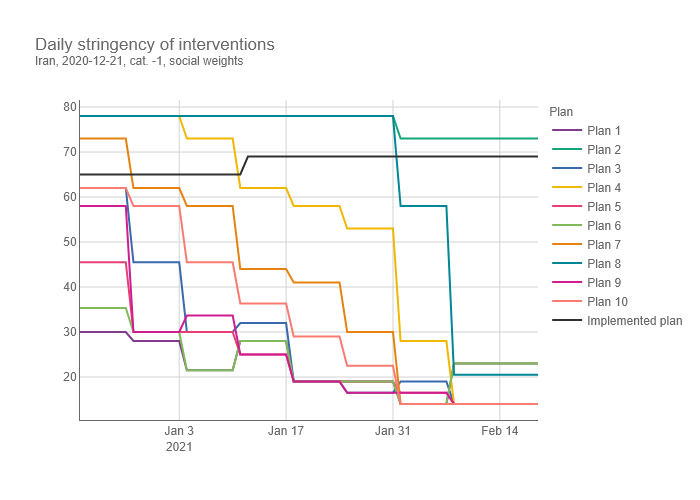 Daily stringency of interventions
Iran, 2020-12-21, cat. -1, social weights
80
70
60
50
40
30
20
Jan 3
2021
Jan 17
Jan 31
Feb 14
Plan
Plan 1
Plan 2
Plan 3
Plan 4
Plan 5
Plan 6
Plan 7
Plan 8
Plan 9
Plan 10
Implemented plan